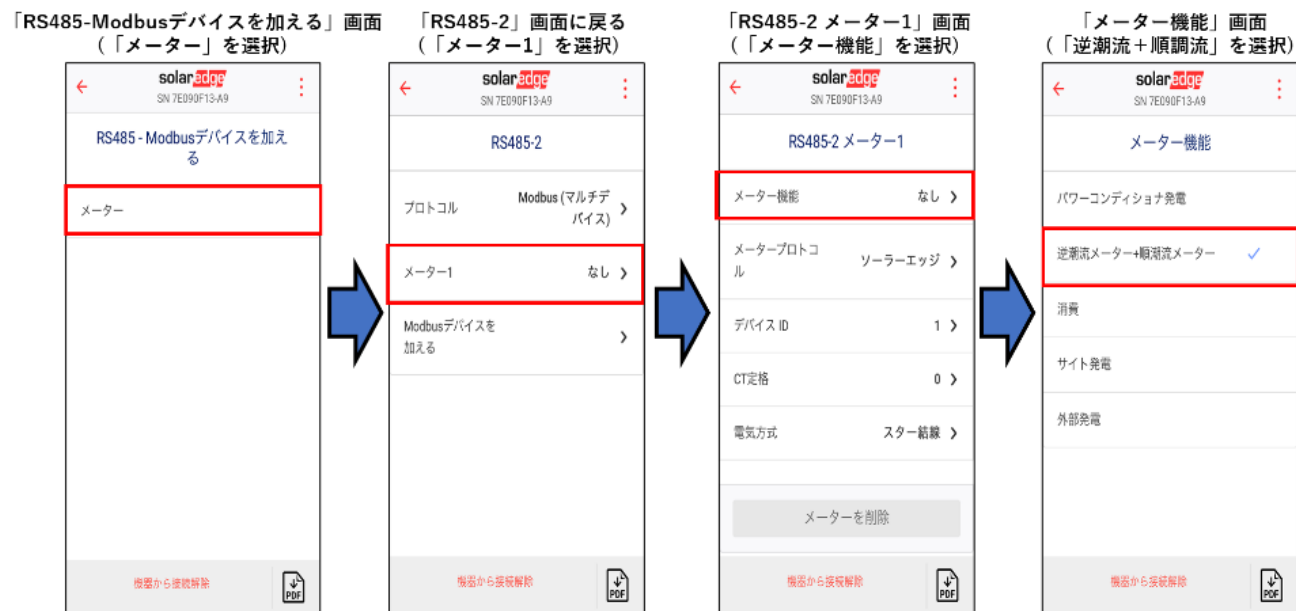 「RS485-Modbusデバイスを加える」画面
（「メーター」を選択）
solaredge
SN 7E090F13-A9
RS485 - Modbusデバイスを加え
る
メーター
機器から接続解除
PDF
「RS485-2」画面に戻る
（「メーター1」を選択）
solaredge
SN 7E090F13-A9
RS485-2
プロトコル
Modbus (マルチデ
バイス)
メーター1
なし
Modbusデバイスを
加える
機器から接続解除
PDF
「RS485-2 メーター1」画面
（「メーター機能」を選択）
solaredge
SN 7E090F13-A9
RS485-2 メーター1
メーター機能
なし
メータープロトコ
ル
ソーラーエッジ
デバイス ID
1
CT定格
0
電気方式
スター結線
メーターを削除
機器から接続解除
PDF
「メーター機能」画面
（「逆潮流＋順調流」を選択）
solaredge
SN 7E090F13-A9
メーター機能
パワーコンディショナ発電
逆潮流メーター+順潮流メーター
消費
サイト発電
外部発電
機器から接続解除
PDF